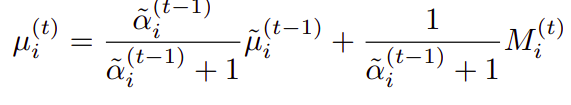 μ_i^{(t)} = \frac{\tilde{α}_i^{(t−1)}}{\tilde{α}_i^{(t−1)} + 1} \tilde{μ}_i^{(t−1)} + \frac{1}{\tilde{α}_i^{(t−1)} + 1} M_i^{(t)}